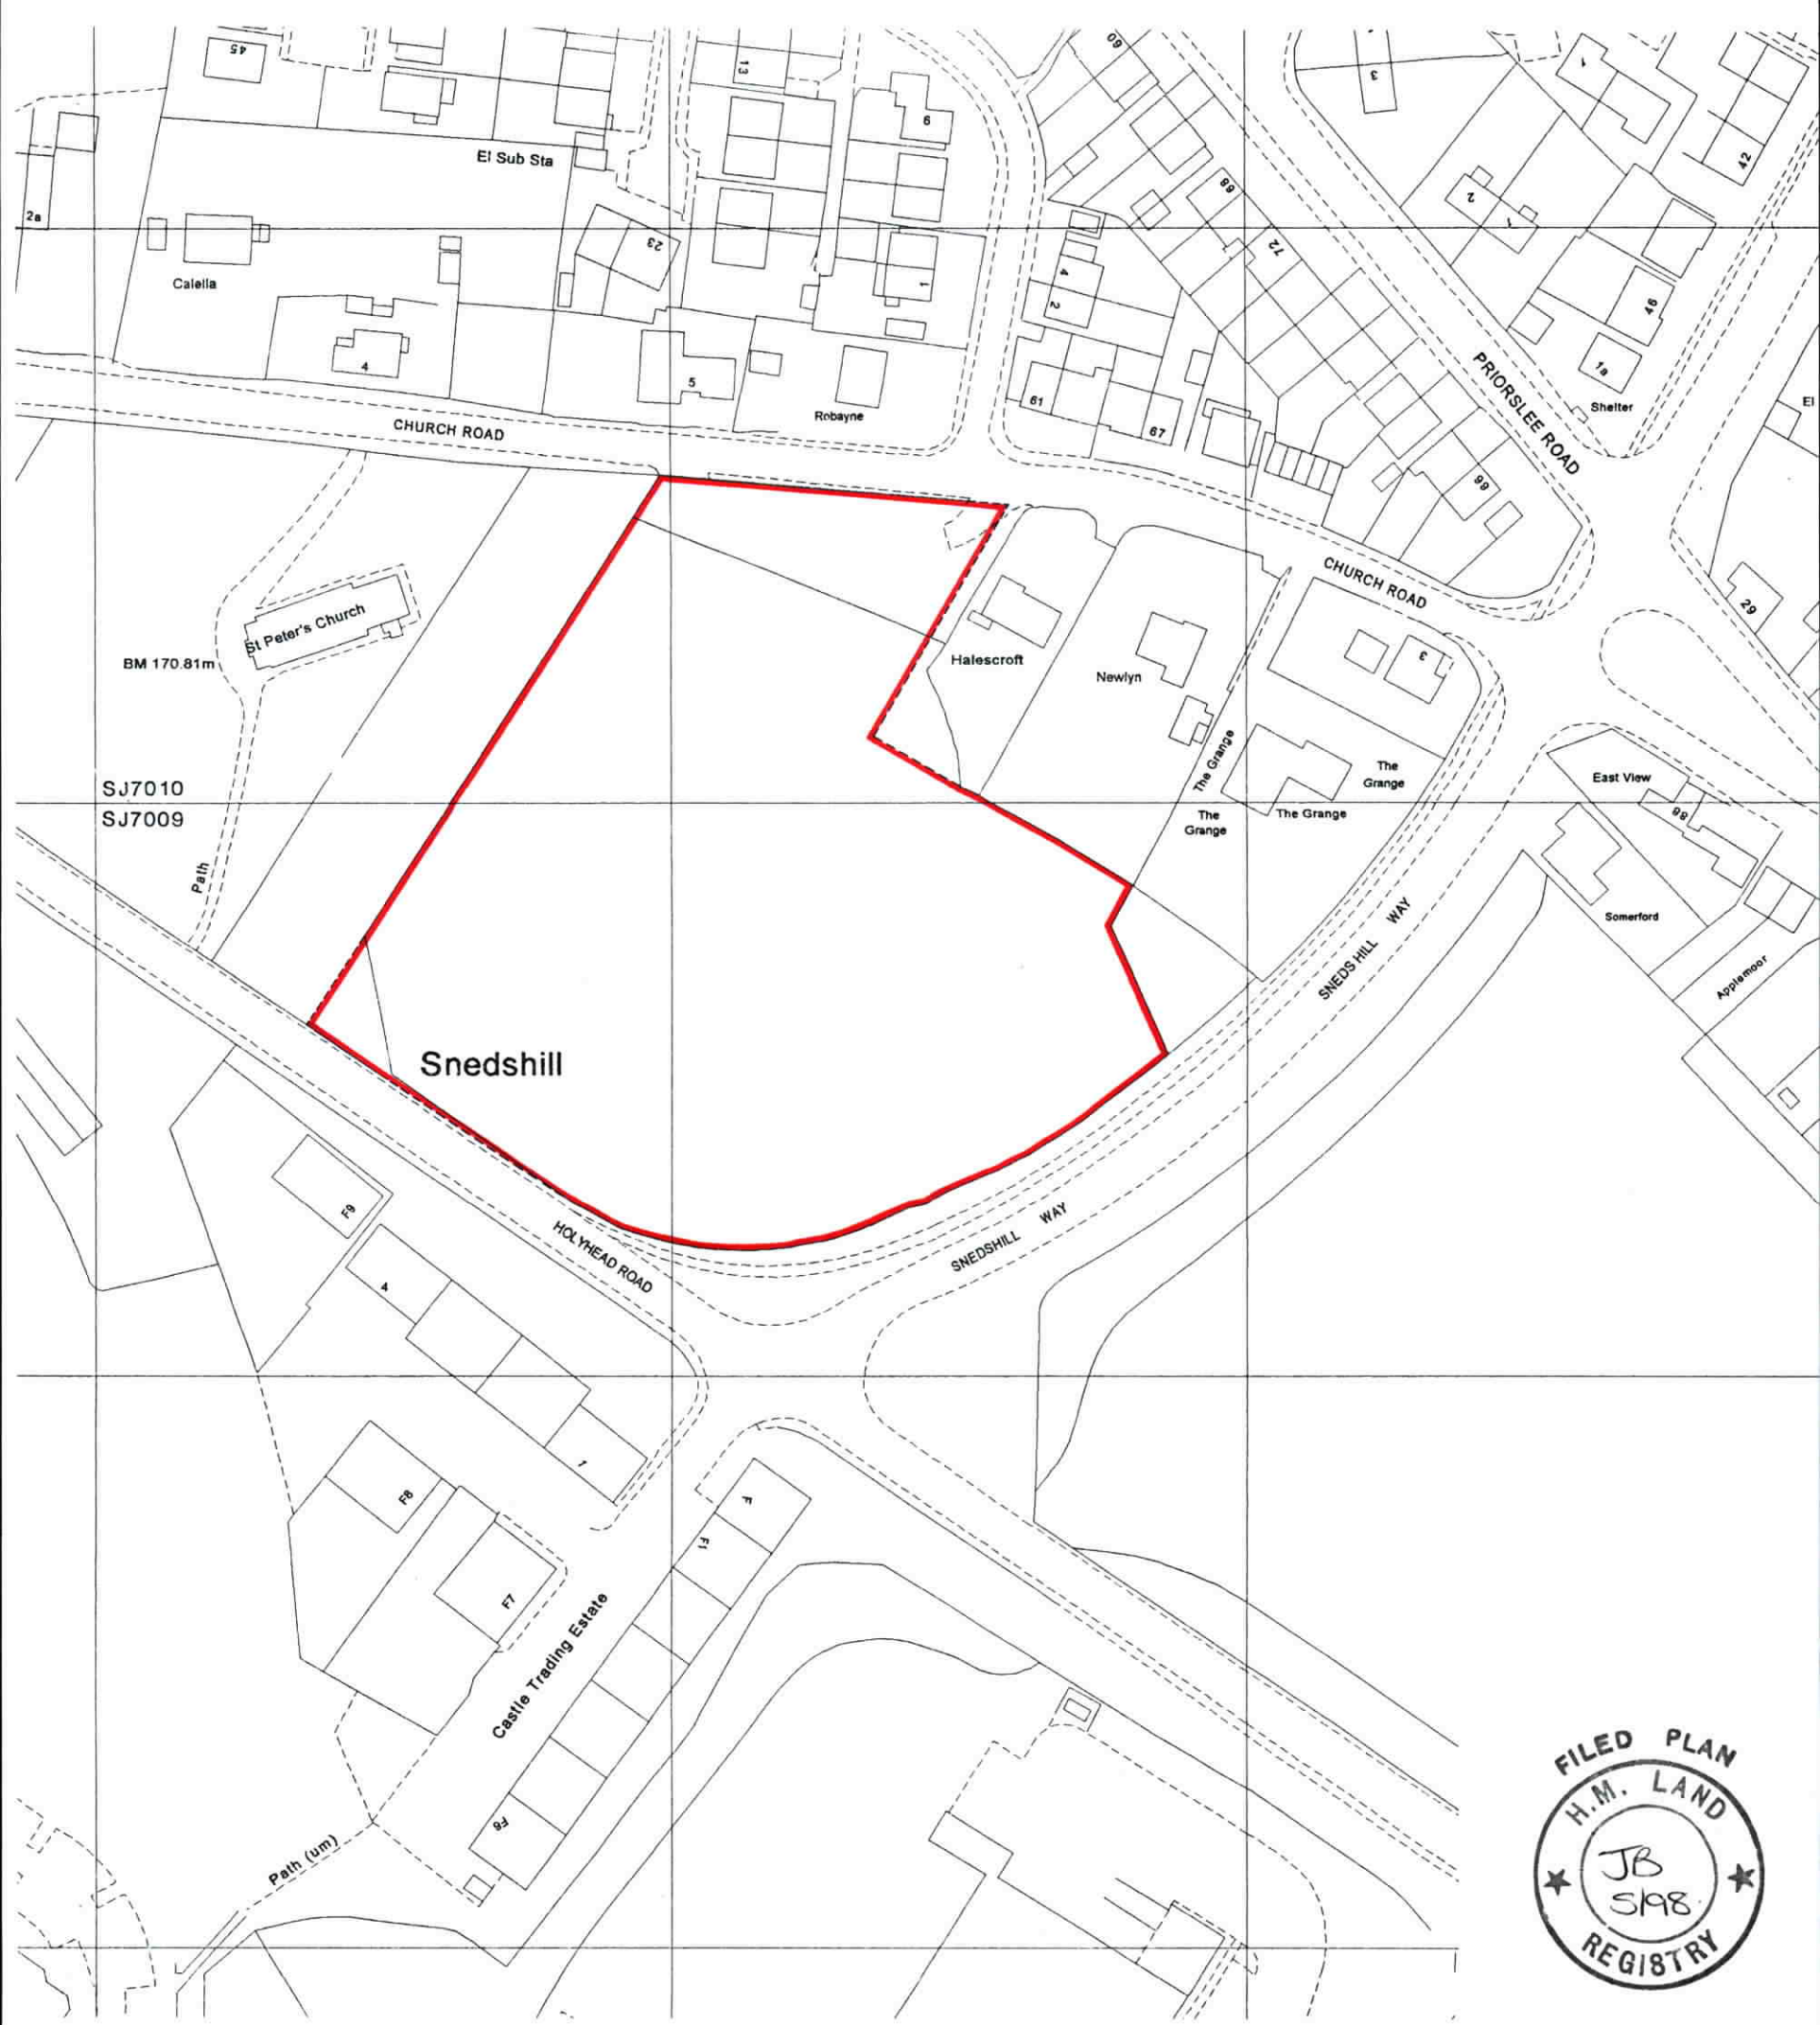 45
13
60
3
1
6
42
El Sub Sta
2a
23
68
2
1
72
4
2
1
Calella
46
4
5
Robayne
61
67
PRIORSLEE ROAD
1a
Shelter
El
CHURCH ROAD
99
CHURCH ROAD
29
St Peter's Church
BM 170.81m
Halescroft
Newlyn
3
The Grange
The
Grange
The
Grange
The Grange
East View
SJ7010
SJ7009
Path
Somerford
SNEDS HILL WAY
Applemoor
Snedshill
F9
HOLYHEAD ROAD
SNEDSHILL WAY
4
1
F8
F
F1
F7
Castle Trading Estate
F6
Path (um)
FILED PLAN
H.M. LAND
JB
5/98.
REGISTRY